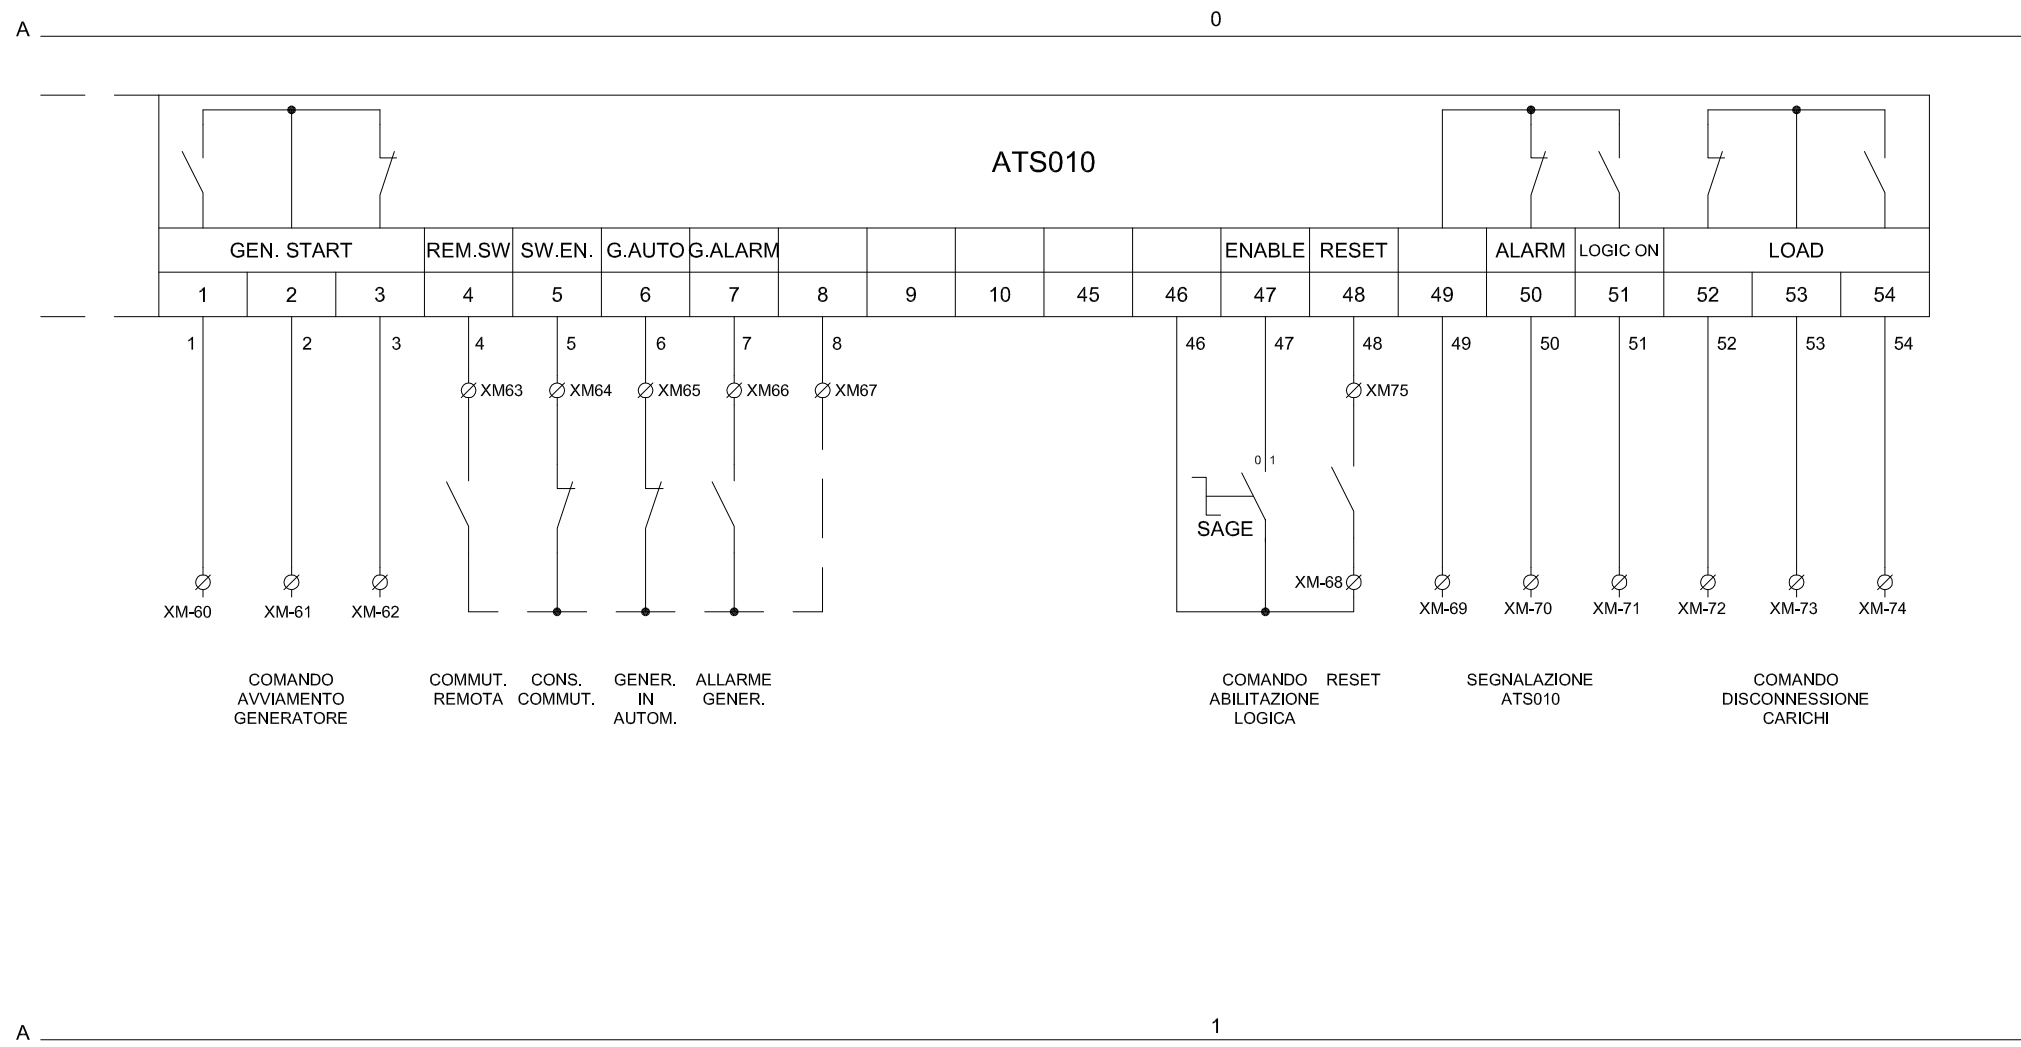 0
A
ATS010
GEN. START REM.SW SW.EN. G.AUTO G.ALARM ENABLE RESET ALARM LOGIC ON LOAD
1 2 3 4 5 6 7 8 9 10 45 46 47 48 49 50 51 52 53 54
1 2 3 4 5 6 7 8 46 47 48 49 50 51 52 53 54
XM63 XM64 XM65 XM66 XM67 XM75
0 1
SAGE
XM-68
XM-60 XM-61 XM-62 XM-69 XM-70 XM-71 XM-72 XM-73 XM-74
COMANDO
AVVIAMENTO
GENERATORE
COMMUT.
REMOTA
CONS.
COMMUT.
GENER.
IN
AUTOM.
ALLARME
GENER.
COMANDO
ABILITAZIONE
LOGICA
RESET
SEGNALAZIONE
ATS010
COMANDO
DISCONNESSIONE
CARICHI
1
A